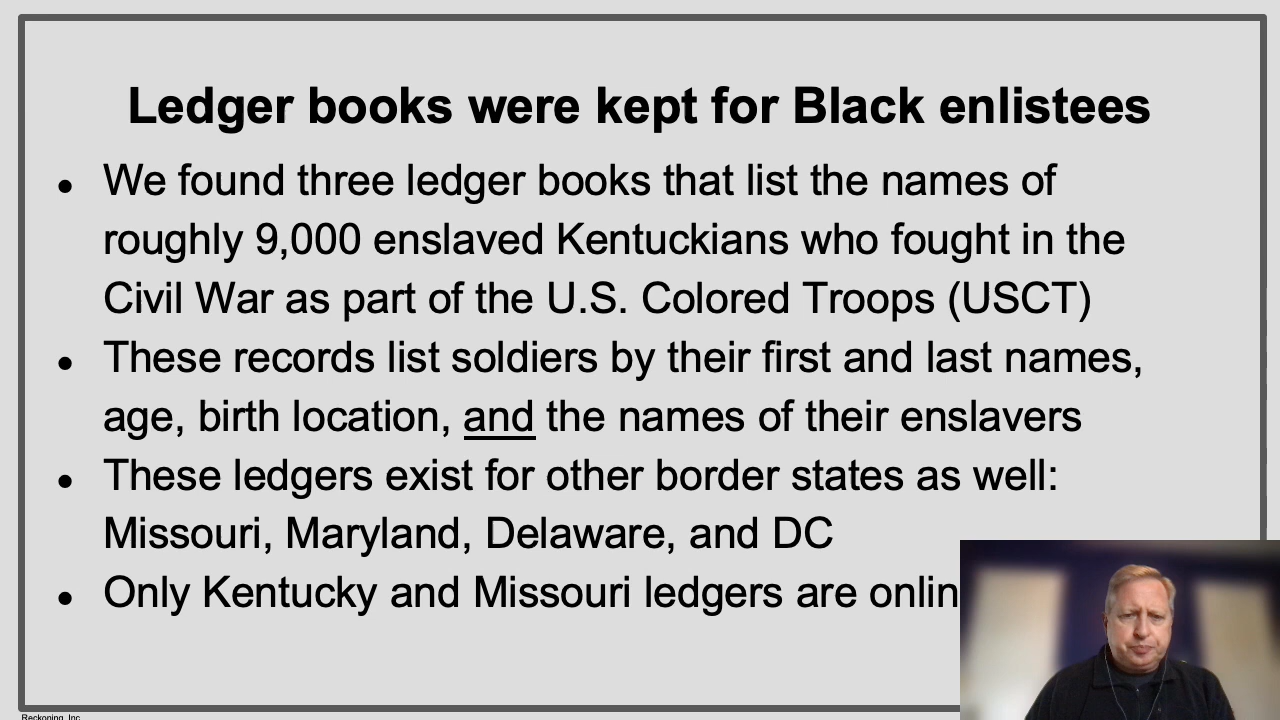 Ledger books were kept for Black enlistees
● We found three ledger books that list the names of
roughly 9,000 enslaved Kentuckians who fought in the
Civil War as part of the U.S. Colored Troops (USCT)
● These records list soldiers by their first and last names,
age, birth location, and the names of their enslavers
● These ledgers exist for other border states as well:
Missouri, Maryland, Delaware, and DC
● Only Kentucky and Missouri ledgers are onlin
Reckoning, Inc.